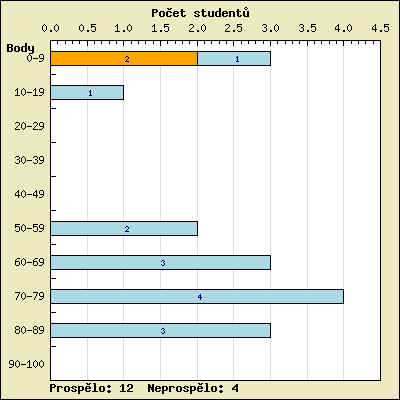 Počet studentů
0.0 0.5 1.0 1.5 2.0 2.5 3.0 3.5 4.0 4.5
Body
0-9 2 1
10-19 1
20-29
30-39
40-49
50-59 2
60-69 3
70-79 4
80-89 3
90-100
Prospělo: 12 Neprospělo: 4